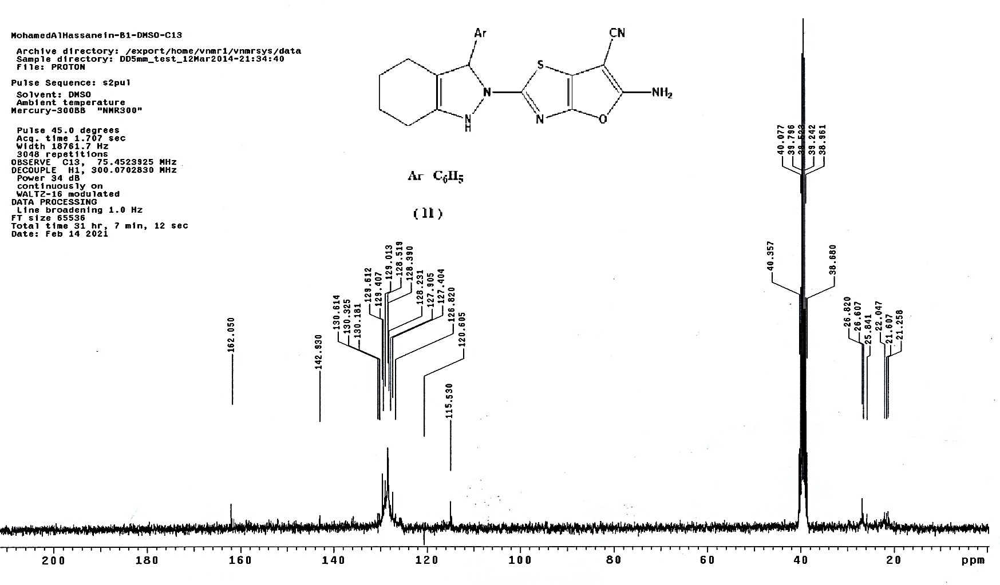 MohamedAlHassanein-B1-DMSO-C13
Archive directory: /export/home/vnmr1/vnmrsys/data
Sample directory: DD5mm_test_12Mar2014-21:34:40
File: PROTON
Pulse Sequence: s2pul
Solvent: DMSO
Ambient temperature
Mercury-300BB "NMR300"
Pulse 45.0 degrees
Acq. time 1.707 sec
Width 18761.7 Hz
3048 repetitions
OBSERVE C13, 75.4523925 MHz
DECOUPLE H1, 300.0702830 MHz
Power 34 dB
continuously on
WALTZ-16 modulated
DATA PROCESSING
Line broadening 1.0 Hz
FT size 65536
Total time 31 hr, 7 min, 12 sec
Date: Feb 14 2021
Ar
CN
S
N
NH₂
N
H
N
O
Ar C₆H₅
(11)
162.050
142.930
130.614
130.325
130.181
129.612
129.407
129.013
128.519
128.390
128.231
127.905
127.404
126.820
120.605
115.530
40.357
40.077
39.796
39.242
38.961
38.680
26.820
26.607
25.841
22.047
21.607
21.258
200 180 160 140 120 100 80 60 40 20 ppm